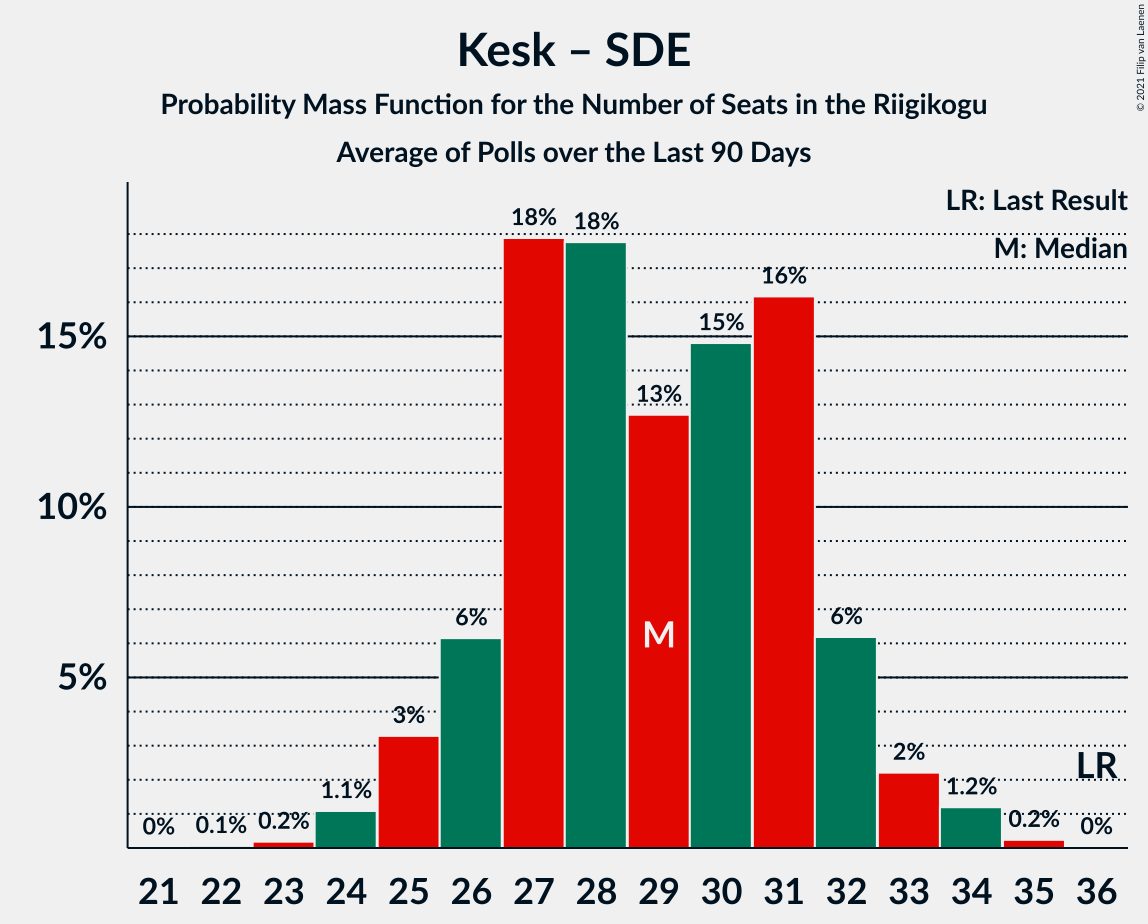 Kesk – SDE
Probability Mass Function for the Number of Seats in the Riigikogu
Average of Polls over the Last 90 Days
© 2021 Filip van Laenen
LR: Last Result
M: Median
15%
10%
5%
0%
0.1%
0.2%
1.1%
3%
6%
18%
18%
13%
15%
16%
6%
2%
1.2%
0.2%
0%
M
LR
21 22 23 24 25 26 27 28 29 30 31 32 33 34 35 36